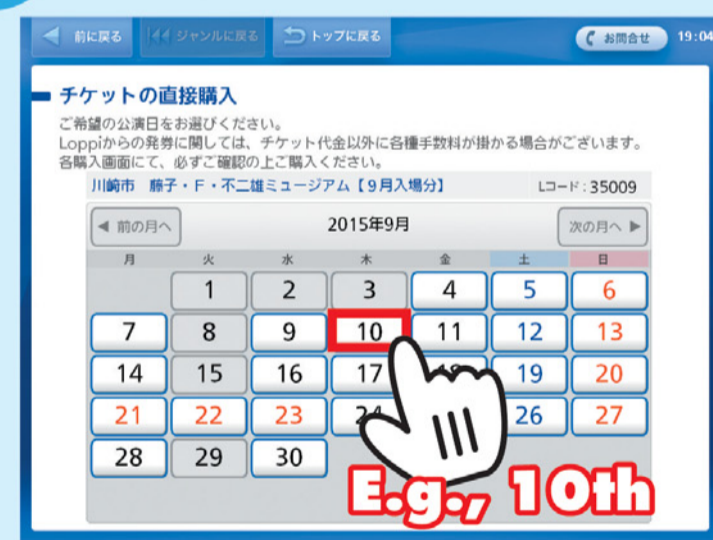 前に戻る ジャンルに戻る トップに戻る お問合せ 19:04
チケットの直接購入
ご希望の公演日をお選びください。
Loppiからの発券に関しては、チケット代金以外に各種手数料が掛かる場合がございます。
各購入画面にて、必ずご確認の上ご購入ください。
川崎市 藤子・F・不二雄ミュージアム【9月入場分】 Lコード:35009
前の月へ 2015年9月 次の月へ
月 火 水 木 金 土 日
1 2 3 4 5 6
7 8 9 10 11 12 13
14 15 16 17 19 20
21 22 23 26 27
28 29 30
E.g., 10th